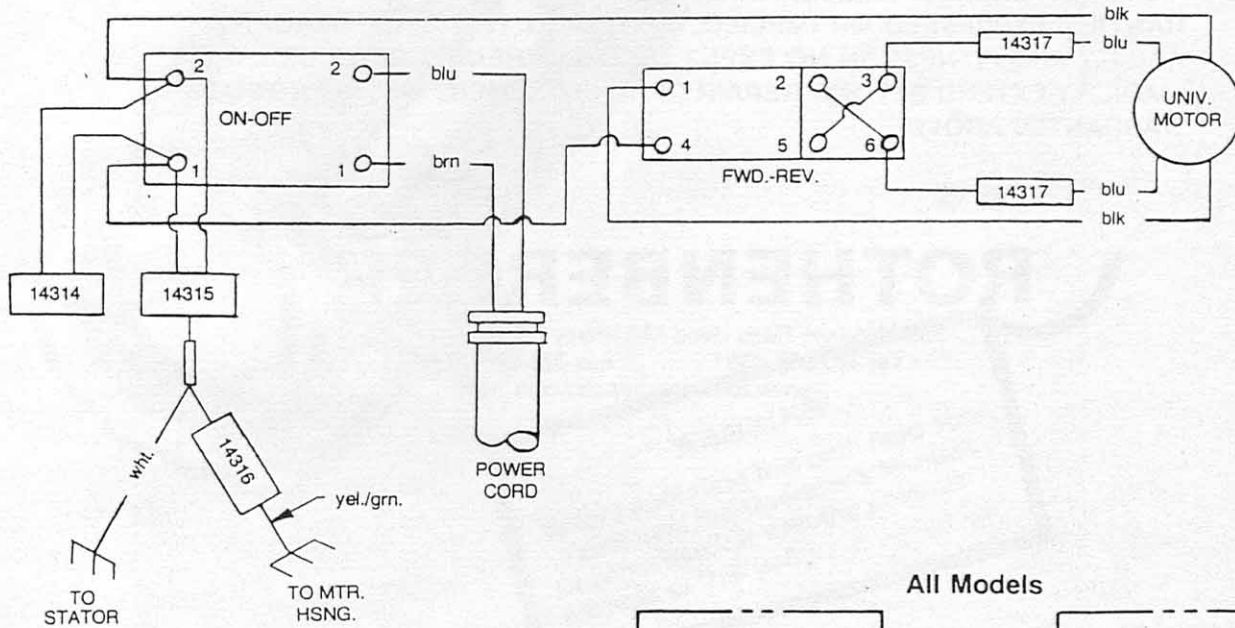 blk
14317
blu
2
2
blu
1
2
3
UNIV.
MOTOR
ON-OFF
1
brn
1
4
5
6
FWD.-REV.
14317
blu
blk
14314
14315
wht.
14316
yel./grn.
POWER
CORD
TO
STATOR
TO MTR.
HSNG.
All Models